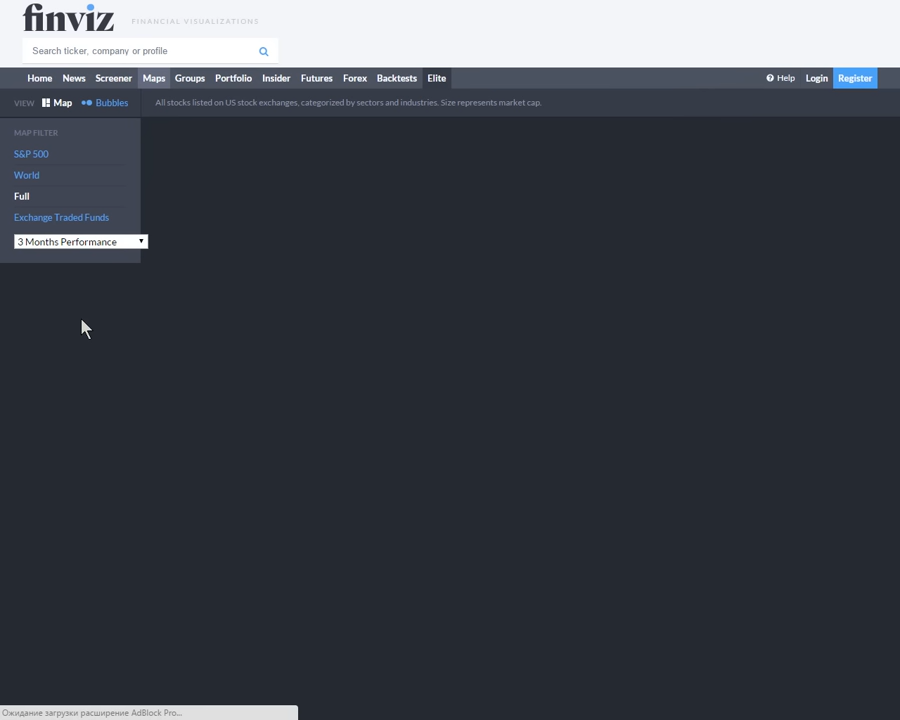 finviz FINANCIAL VISUALIZATIONS
Search ticker, company or profile
Home News Screener Maps Groups Portfolio Insider Futures Forex Backtests Elite Help Login Register
VIEW Map Bubbles All stocks listed on US stock exchanges, categorized by sectors and industries. Size represents market cap.
MAP FILTER
S&P 500
World
Full
Exchange Traded Funds
3 Months Performance
Ожидание загрузки расширение AdBlock Pro...